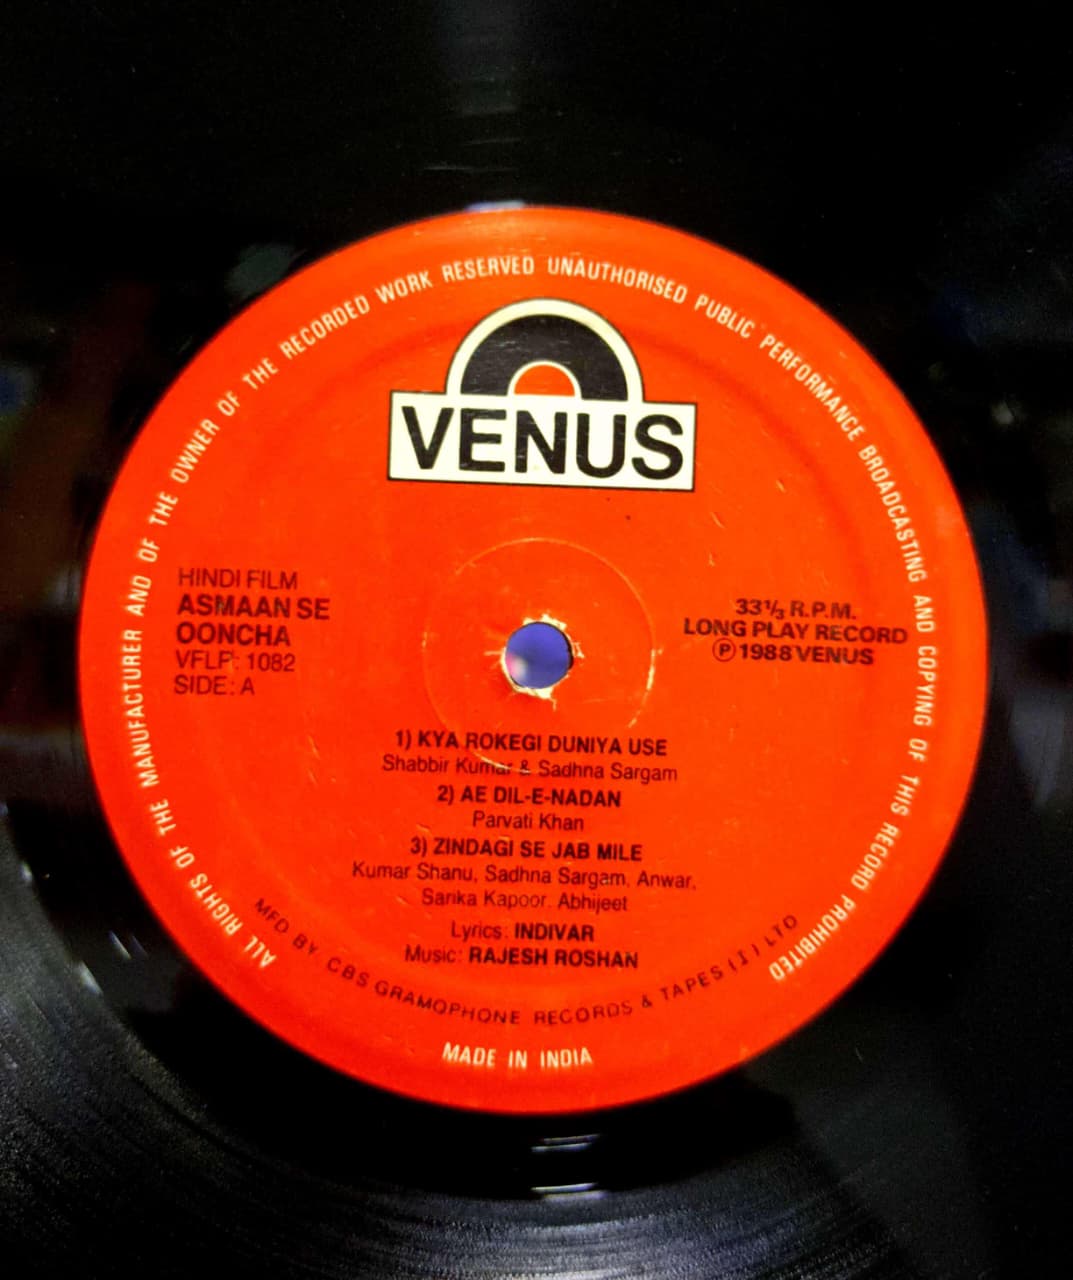 ALL RIGHTS OF THE MANUFACTURER AND OF THE OWNER OF THE RECORDED WORK RESERVED UNAUTHORISED PUBLIC PERFORMANCE BROADCASTING AND COPYING OF THIS RECORD PROHIBITED
VENUS
HINDI FILM
ASMAAN SE
OONCHA
VFLP: 1082
SIDE: A
33⅓ R.P.M.
LONG PLAY RECORD
Ⓟ 1988 VENUS
1) KYA ROKEGI DUNIYA USE
Shabbir Kumar & Sadhna Sargam
2) AE DIL-E-NADAN
Parvati Khan
3) ZINDAGI SE JAB MILE
Kumar Shanu, Sadhna Sargam, Anwar,
Sarika Kapoor, Abhijeet
Lyrics: INDIVAR
Music: RAJESH ROSHAN
MFD BY CBS GRAMOPHONE RECORDS & TAPES (I) LTD
MADE IN INDIA